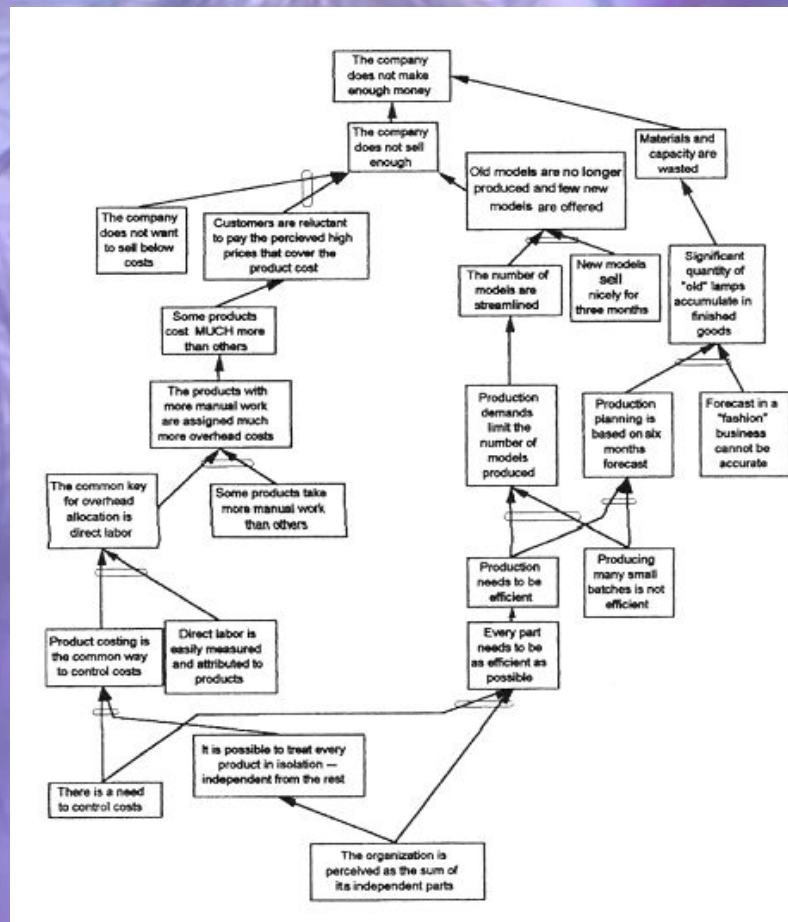 The company
does not make
enough money
The company
does not sell
enough
Materials and
capacity are
wasted
Old models are no longer
produced and few new
models are offered
The company
does not want
to sell below
costs
Customers are reluctant
to pay the percieved high
prices that cover the
product cost
The number of
models are
streamlined
New models
sell
nicely for
three months
Significant
quantity of
"old" lamps
accumulate in
finished
goods
Some products
cost MUCH more
than others
The products with
more manual work
are assigned much
more overhead costs
Production
demands
limit the
number of
models
produced
Production
planning is
based on six
months
forecast
Forecast in a
"fashion"
business
cannot be
accurate
The common key
for overhead
allocation is
direct labor
Some products take
more manual work
than others
Production
needs to be
efficient
Producing
many small
batches is not
efficient
Product costing is
the common way
to control costs
Direct labor is
easily measured
and attributed to
products
Every part
needs to be
as efficient as
possible
It is possible to treat every
product in isolation —
independent from the rest
There is a need
to control costs
The organization is
perceived as the sum of
its independent parts